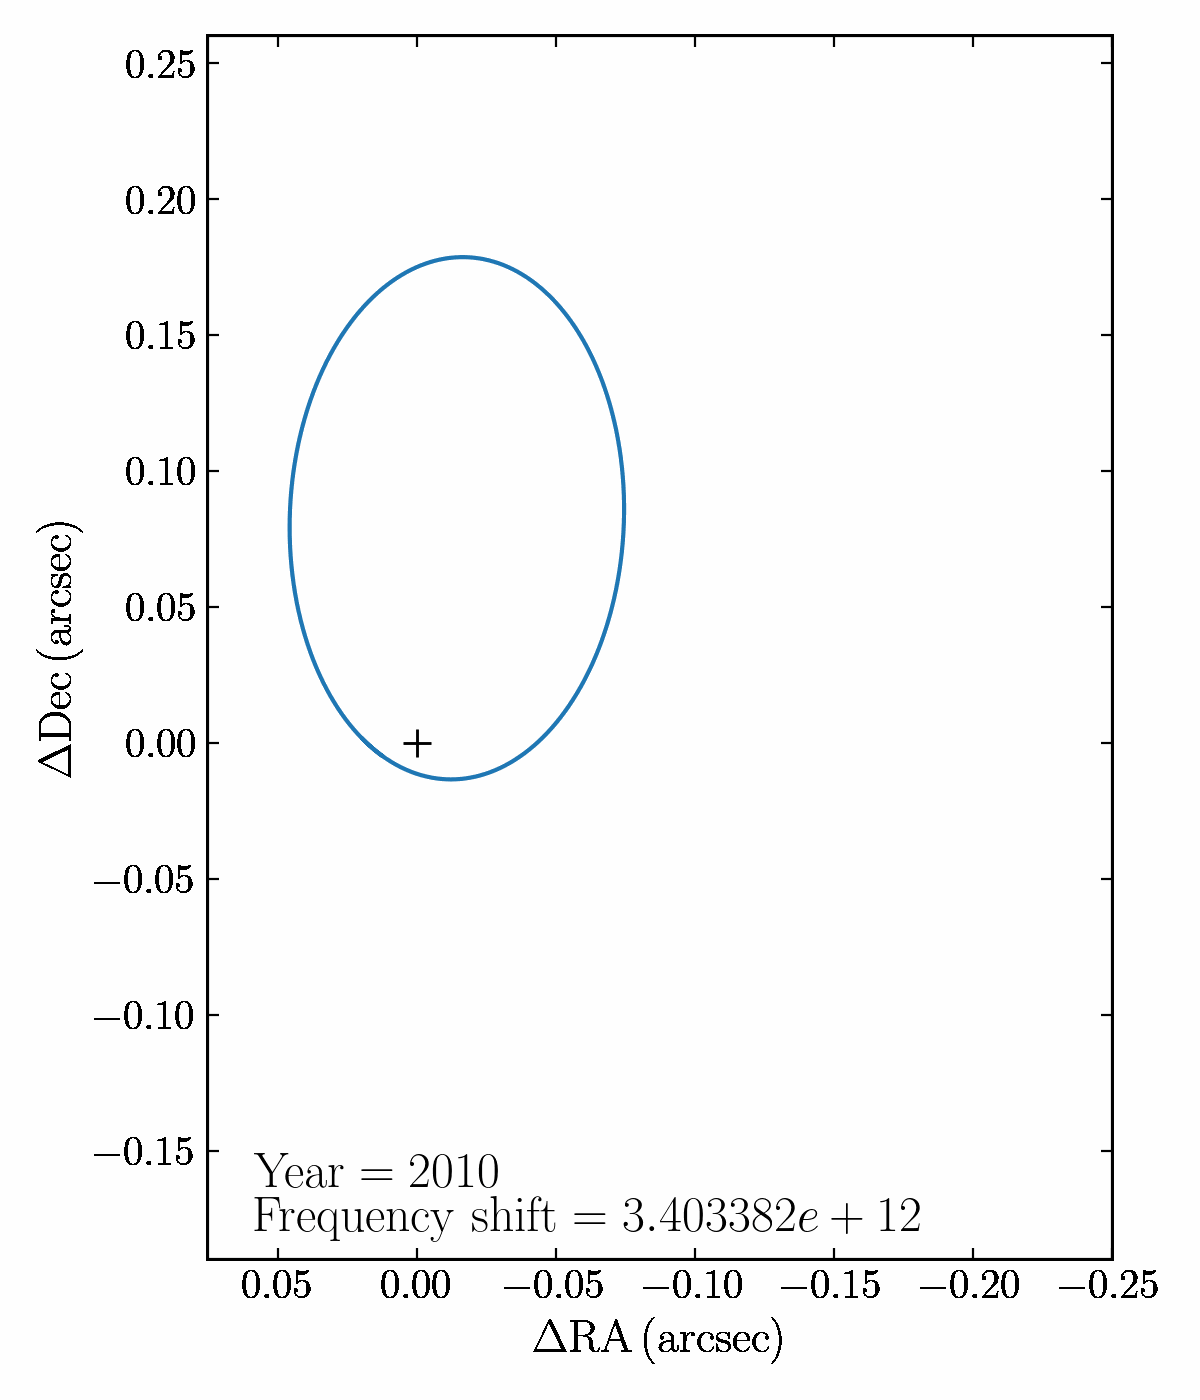 0.25
0.20
0.15
0.10
0.05
0.00
−0.05
−0.10
−0.15
ΔDec (arcsec)
Year = 2010
Frequency shift = 3.403382e + 12
0.05 0.00 −0.05 −0.10 −0.15 −0.20 −0.25
ΔRA (arcsec)